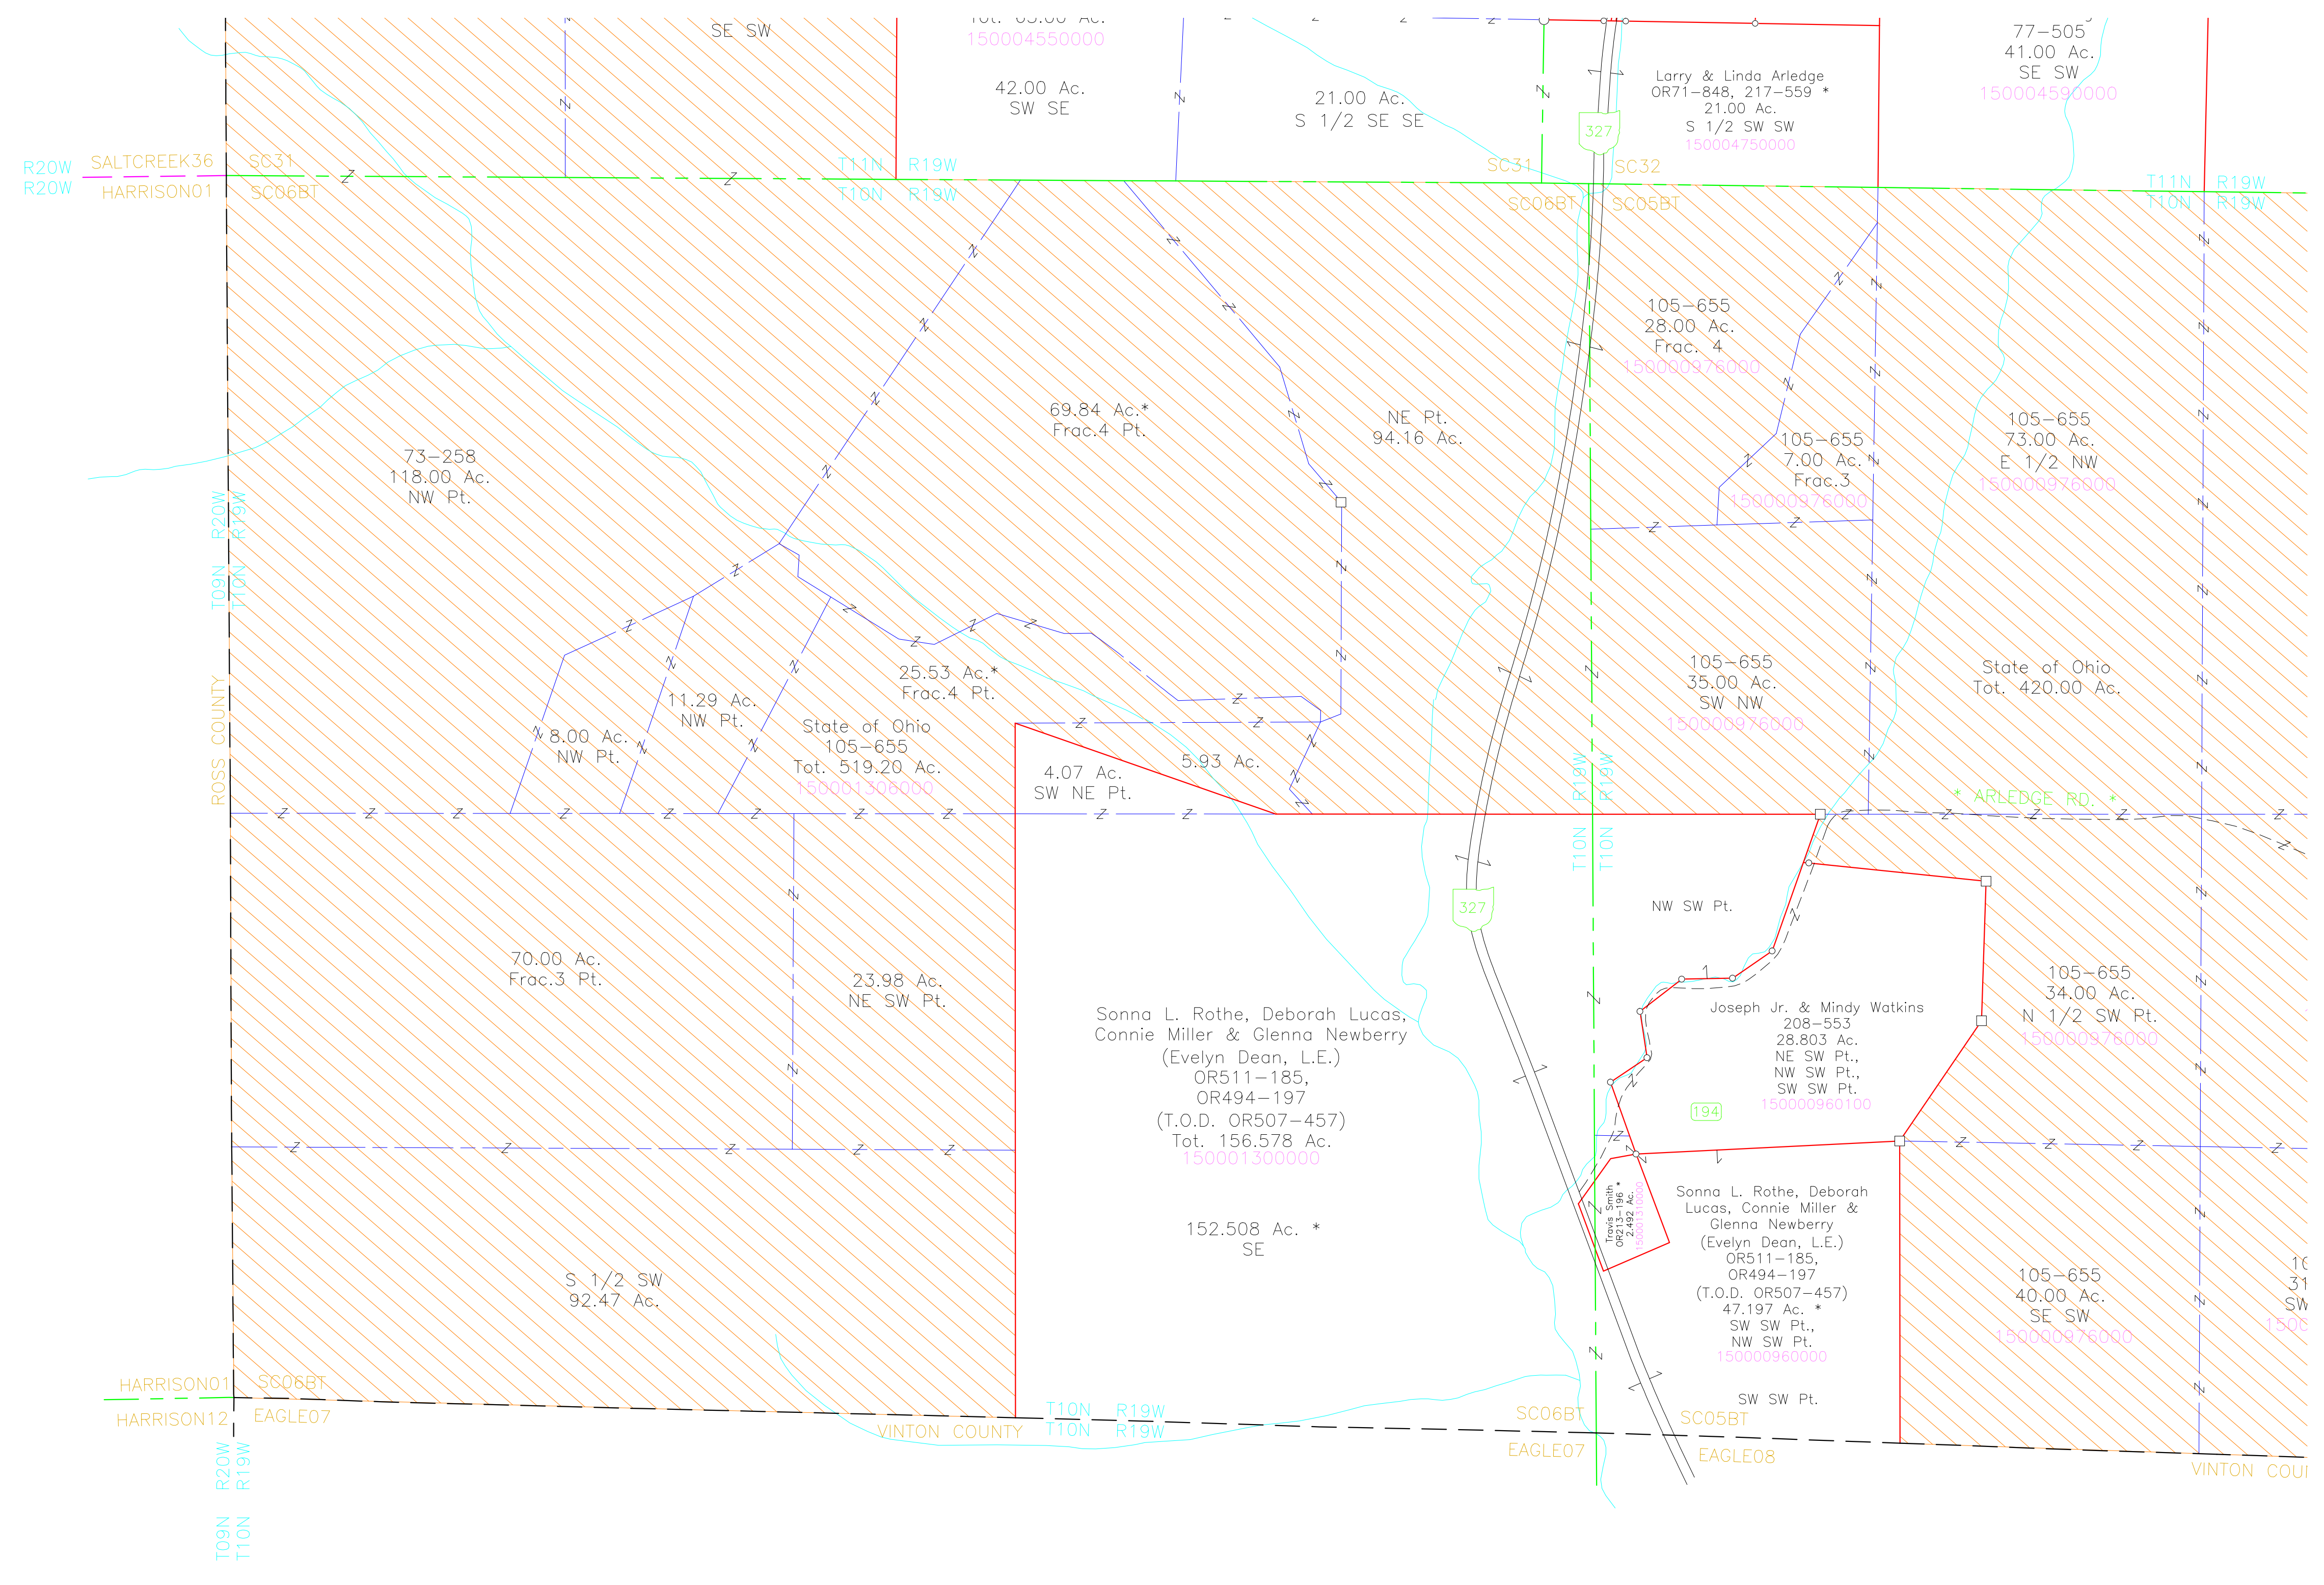 SE SW
Tot. 63.00 Ac.
150004550000
42.00 Ac.
SW SE
21.00 Ac.
S 1/2 SE SE
Larry & Linda Arledge
OR71-848, 217-559 *
21.00 Ac.
S 1/2 SW SW
150004750000
77-505
41.00 Ac.
SE SW
150004590000
327
R20W
R20W
SALTCREEK36
HARRISON01
SC31
SC06BT
T11N R19W
T10N R19W
SC31
SC32
SC06BT
SC05BT
T11N R19W
T10N R19W
73-258
118.00 Ac.
NW Pt.
69.84 Ac.*
Frac.4 Pt.
NE Pt.
94.16 Ac.
105-655
28.00 Ac.
Frac. 4
150000976000
105-655
7.00 Ac.
Frac.3
150000976000
105-655
73.00 Ac.
E 1/2 NW
150000976000
T09N R20W
T10N R19W
ROSS COUNTY
8.00 Ac.
NW Pt.
11.29 Ac.
NW Pt.
25.53 Ac.*
Frac.4 Pt.
State of Ohio
105-655
Tot. 519.20 Ac.
150001306000
4.07 Ac.
SW NE Pt.
5.93 Ac.
105-655
35.00 Ac.
SW NW
150000976000
State of Ohio
Tot. 420.00 Ac.
T10N R19W
T10N R19W
* ARLEDGE RD. *
327
NW SW Pt.
70.00 Ac.
Frac.3 Pt.
23.98 Ac.
NE SW Pt.
Sonna L. Rothe, Deborah Lucas,
Connie Miller & Glenna Newberry
(Evelyn Dean, L.E.)
OR511-185,
OR494-197
(T.O.D. OR507-457)
Tot. 156.578 Ac.
150001300000
152.508 Ac. *
SE
Joseph Jr. & Mindy Watkins
208-553
28.803 Ac.
NE SW Pt.,
NW SW Pt.,
SW SW Pt.
150000960100
194
105-655
34.00 Ac.
N 1/2 SW Pt.
150000976000
Travis Smith
OR213-196 *
2.492 Ac.
150001310000
Sonna L. Rothe, Deborah
Lucas, Connie Miller &
Glenna Newberry
(Evelyn Dean, L.E.)
OR511-185,
OR494-197
(T.O.D. OR507-457)
47.197 Ac. *
SW SW Pt.,
NW SW Pt.
150000960000
SW SW Pt.
S 1/2 SW
92.47 Ac.
105-655
40.00 Ac.
SE SW
150000976000
10
31
SW
1500
HARRISON01
HARRISON12
SC06BT
EAGLE07
VINTON COUNTY
T10N R19W
T10N R19W
SC06BT
SC05BT
EAGLE07
EAGLE08
VINTON COU
T09N R20W
T10N R19W